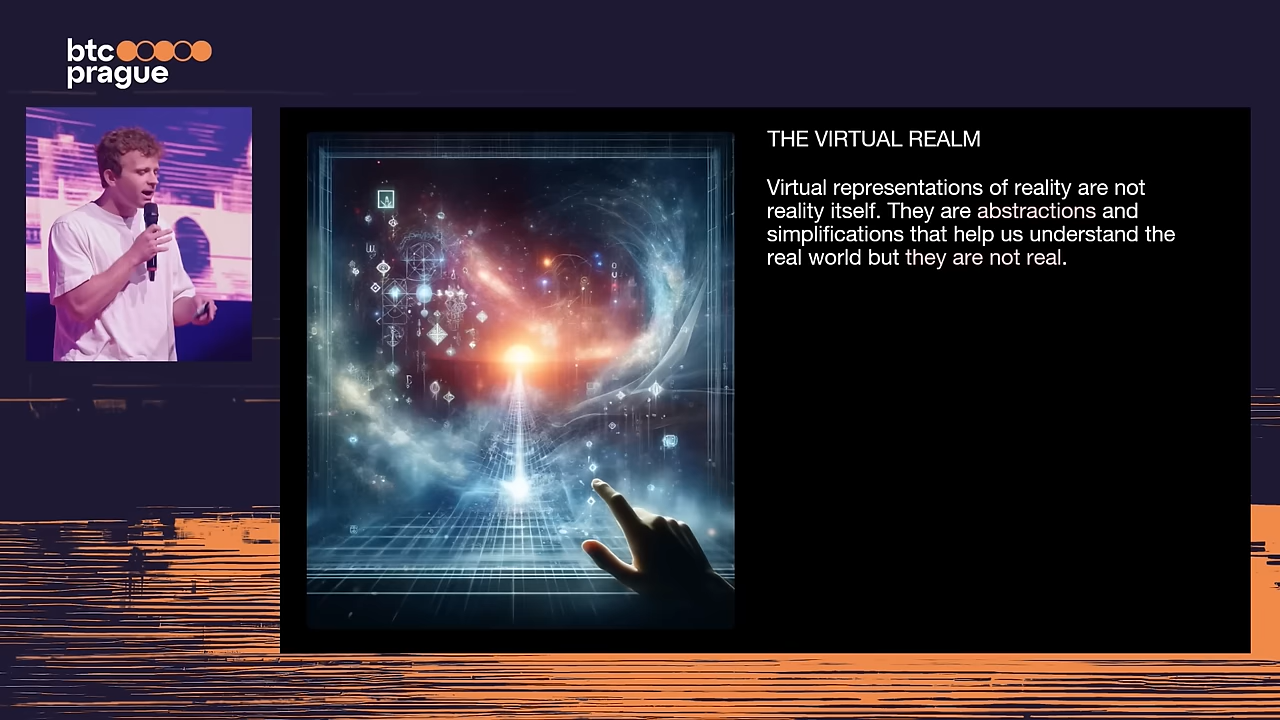 btc
prague
THE VIRTUAL REALM
Virtual representations of reality are not
reality itself. They are abstractions and
simplifications that help us understand the
real world but they are not real.